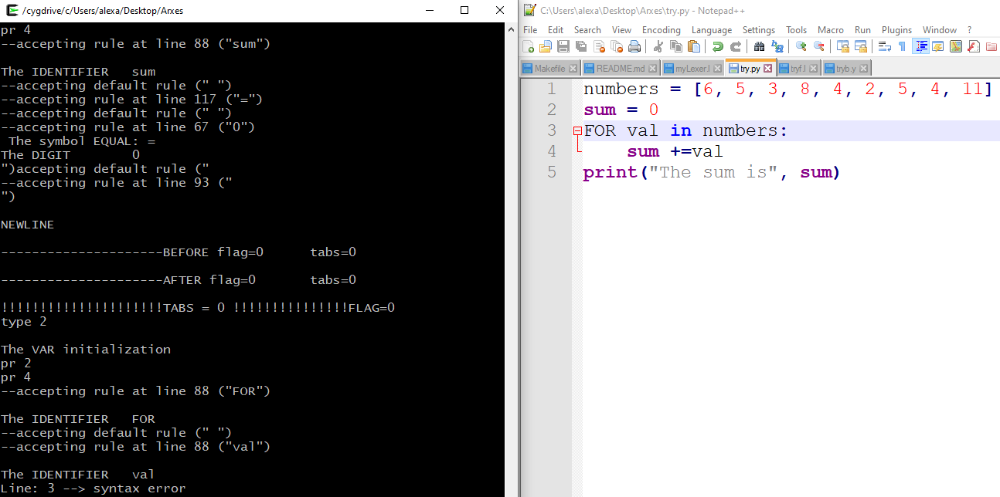 /cygdrive/c/Users/alexa/Desktop/Arxes
pr 4
--accepting rule at line 88 ("sum")
The IDENTIFIER   sum
--accepting default rule (" ")
--accepting rule at line 117 ("=")
--accepting default rule (" ")
--accepting rule at line 67 ("0")
 The symbol EQUAL: =
The DIGIT        0
")accepting default rule ("
--accepting rule at line 93 ("
")
NEWLINE
---------------------BEFORE flag=0      tabs=0
---------------------AFTER flag=0       tabs=0
!!!!!!!!!!!!!!!!!!!!!TABS = 0 !!!!!!!!!!!!!!!FLAG=0
type 2
The VAR initialization
pr 2
pr 4
--accepting rule at line 88 ("FOR")
The IDENTIFIER   FOR
--accepting default rule (" ")
--accepting rule at line 88 ("val")
The IDENTIFIER   val
Line: 3 --> syntax error
C:\Users\alexa\Desktop\Arxes\try.py - Notepad++
File Edit Search View Encoding Language Settings Tools Macro Run Plugins Window ?
Makefile README.md myLexer.l try.py tryf.l tryb.y
1 numbers = [6, 5, 3, 8, 4, 2, 5, 4, 11]
2 sum = 0
3 FOR val in numbers:
4     sum +=val
5 print("The sum is", sum)